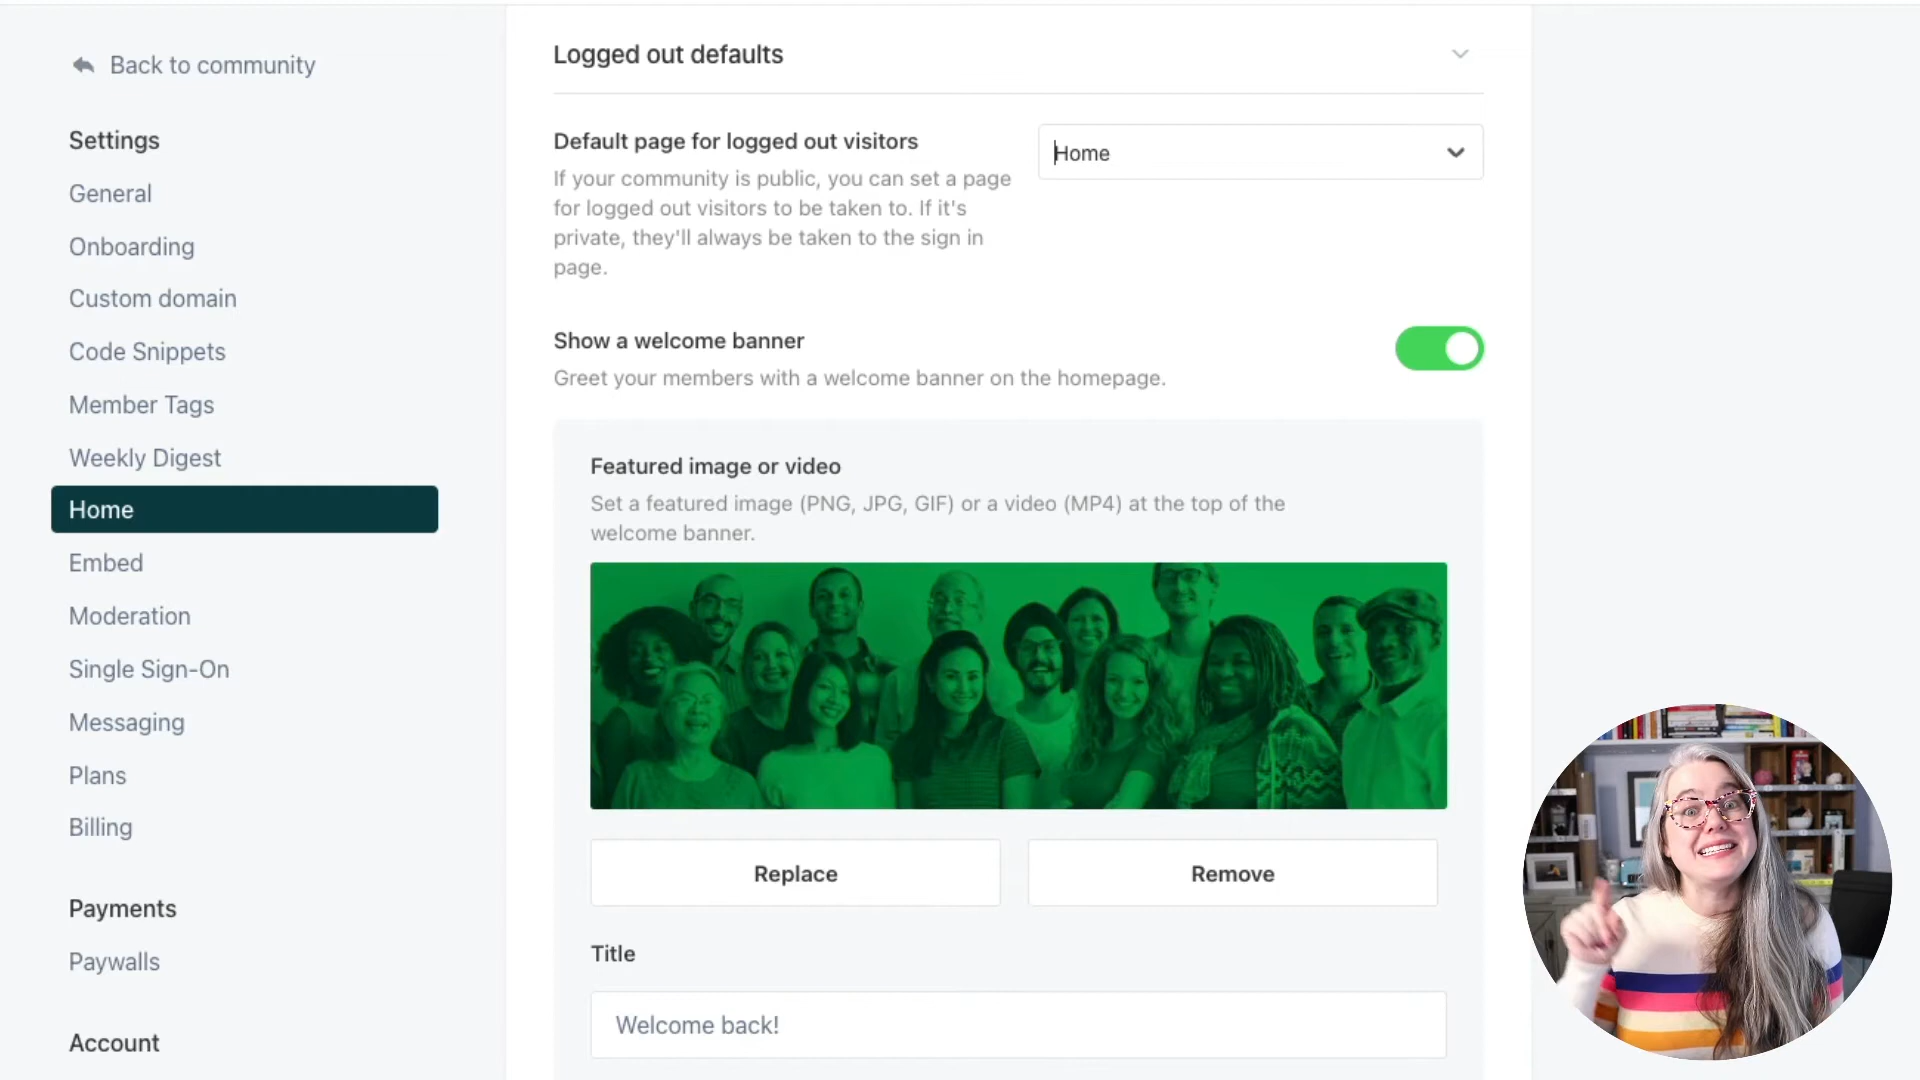 Back to community
Settings
General
Onboarding
Custom domain
Code Snippets
Member Tags
Weekly Digest
Home
Embed
Moderation
Single Sign-On
Messaging
Plans
Billing
Payments
Paywalls
Account
Logged out defaults
Default page for logged out visitors
If your community is public, you can set a page
for logged out visitors to be taken to. If it's
private, they'll always be taken to the sign in
page.
Home
Show a welcome banner
Greet your members with a welcome banner on the homepage.
Featured image or video
Set a featured image (PNG, JPG, GIF) or a video (MP4) at the top of the
welcome banner.
Replace
Remove
Title
Welcome back!